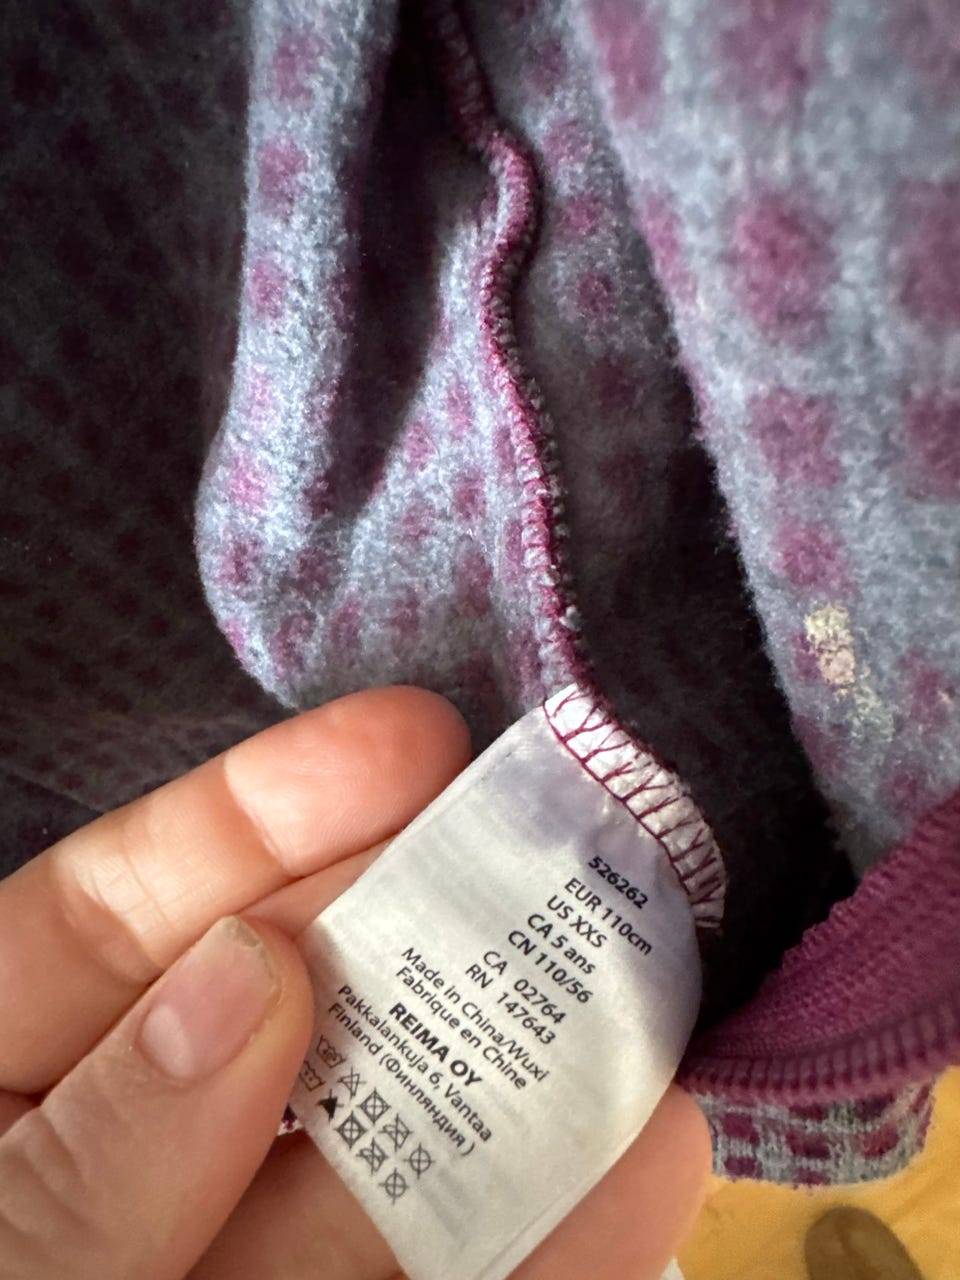 526262
EUR 110cm
US XXS
CA 5 ans
CN 110/56
CA 02764
RN 147643
Made in China/Wuxi
Fabrique en Chine
REIMA OY
Pakkalankuja 6, Vantaa
Finland (Финляндия)